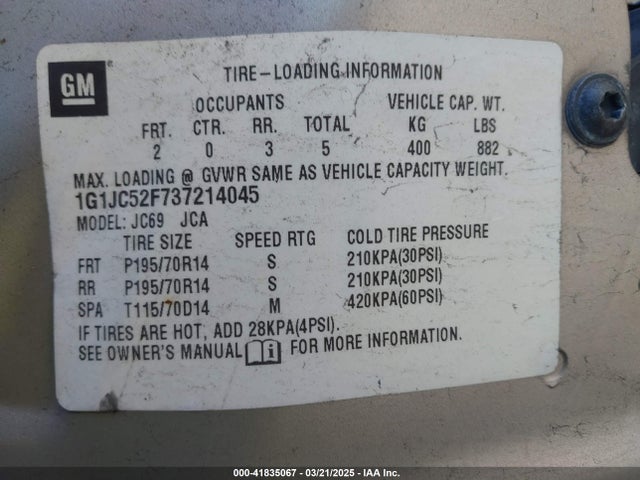 GM
TIRE-LOADING INFORMATION
OCCUPANTS VEHICLE CAP. WT.
FRT. CTR. RR. TOTAL KG LBS
2 0 3 5 400 882
MAX. LOADING @ GVWR SAME AS VEHICLE CAPACITY WEIGHT.
1G1JC52F737214045
MODEL: JC69 JCA
TIRE SIZE SPEED RTG COLD TIRE PRESSURE
FRT P195/70R14 S 210KPA(30PSI)
RR P195/70R14 S 210KPA(30PSI)
SPA T115/70D14 M 420KPA(60PSI)
IF TIRES ARE HOT, ADD 28KPA(4PSI).
SEE OWNER'S MANUAL i FOR MORE INFORMATION.
000-41835067 - 03/21/2025 - IAA Inc.